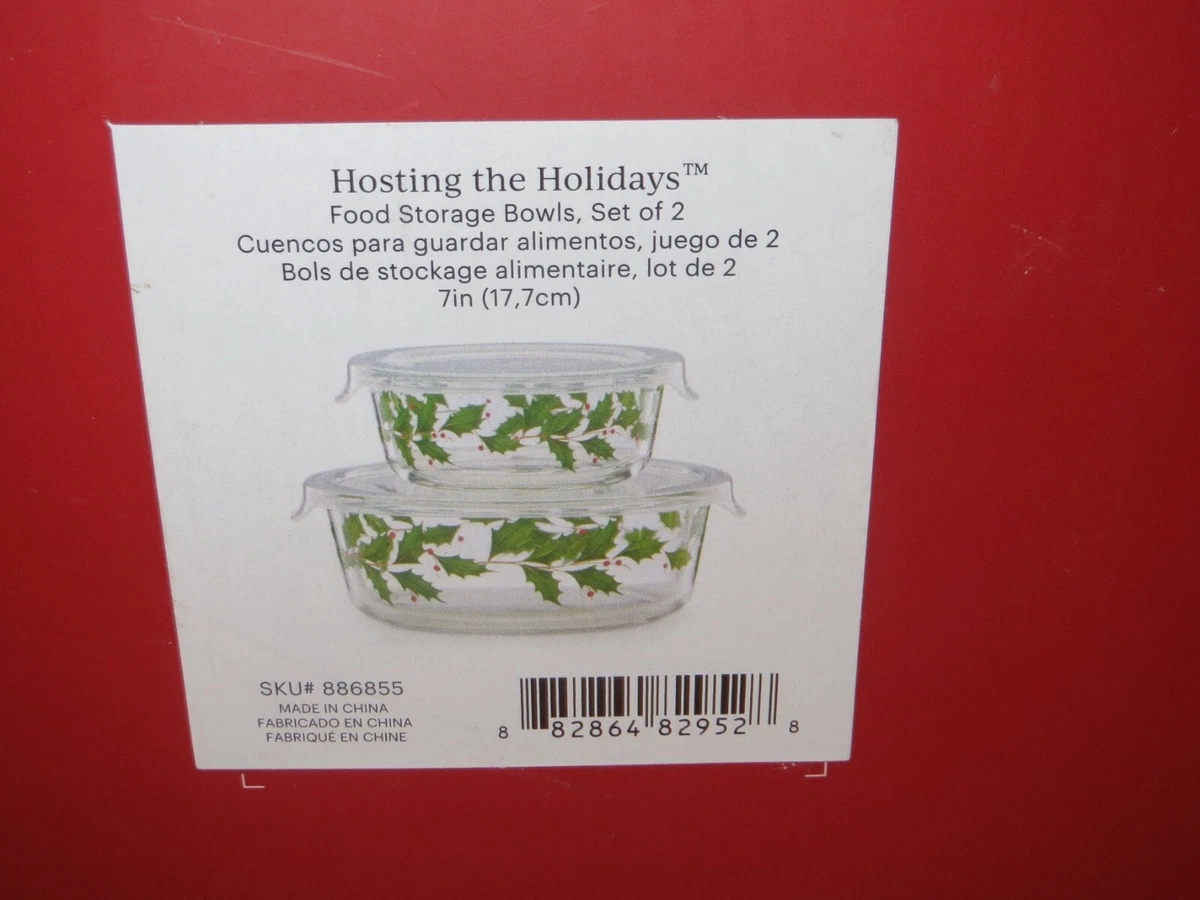 Hosting the Holidays™
Food Storage Bowls, Set of 2
Cuencos para guardar alimentos, juego de 2
Bols de stockage alimentaire, lot de 2
7in (17,7cm)
SKU# 886855
MADE IN CHINA
FABRICADO EN CHINA
FABRIQUÉ EN CHINE
8 82864 82952 8